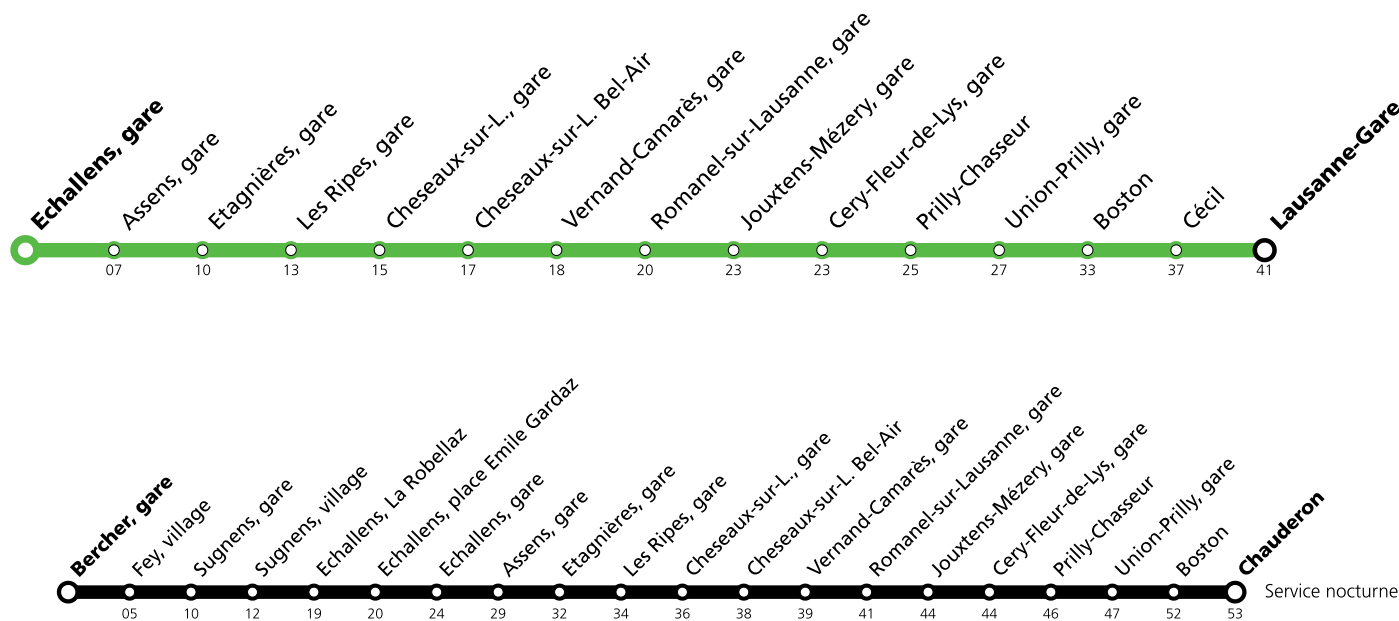 Echallens, gare
Assens, gare
Etagnières, gare
Les Ripes, gare
Cheseaux-sur-L., gare
Cheseaux-sur-L. Bel-Air
Vernand-Camarès, gare
Romanel-sur-Lausanne, gare
Jouxtens-Mézery, gare
Cery-Fleur-de-Lys, gare
Prilly-Chasseur
Union-Prilly, gare
Boston
Cécil
Lausanne-Gare
07 10 13 15 17 18 20 23 23 25 27 33 37 41
Bercher, gare
Fey, village
Sugnens, gare
Sugnens, village
Echallens, La Robellaz
Echallens, place Emile Gardaz
Echallens, gare
Assens, gare
Etagnières, gare
Les Ripes, gare
Cheseaux-sur-L., gare
Cheseaux-sur-L. Bel-Air
Vernand-Camarès, gare
Romanel-sur-Lausanne, gare
Jouxtens-Mézery, gare
Cery-Fleur-de-Lys, gare
Prilly-Chasseur
Union-Prilly, gare
Boston
Chauderon
Service nocturne
05 10 12 19 20 24 29 32 34 36 38 39 41 44 44 46 47 52 53